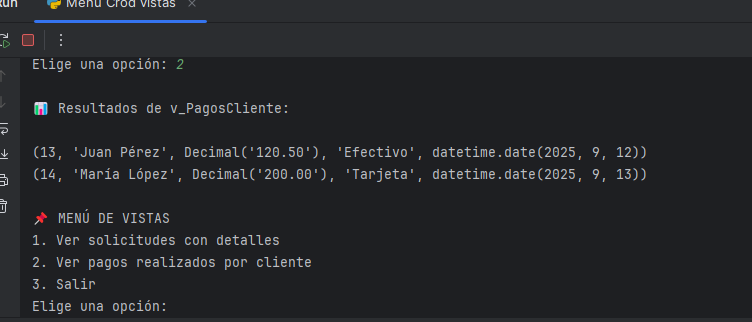 Run
Menu Crod vistas
Elige una opción: 2
📊 Resultados de v_PagosCliente:
(13, 'Juan Pérez', Decimal('120.50'), 'Efectivo', datetime.date(2025, 9, 12))
(14, 'María López', Decimal('200.00'), 'Tarjeta', datetime.date(2025, 9, 13))
📌 MENÚ DE VISTAS
1. Ver solicitudes con detalles
2. Ver pagos realizados por cliente
3. Salir
Elige una opción: